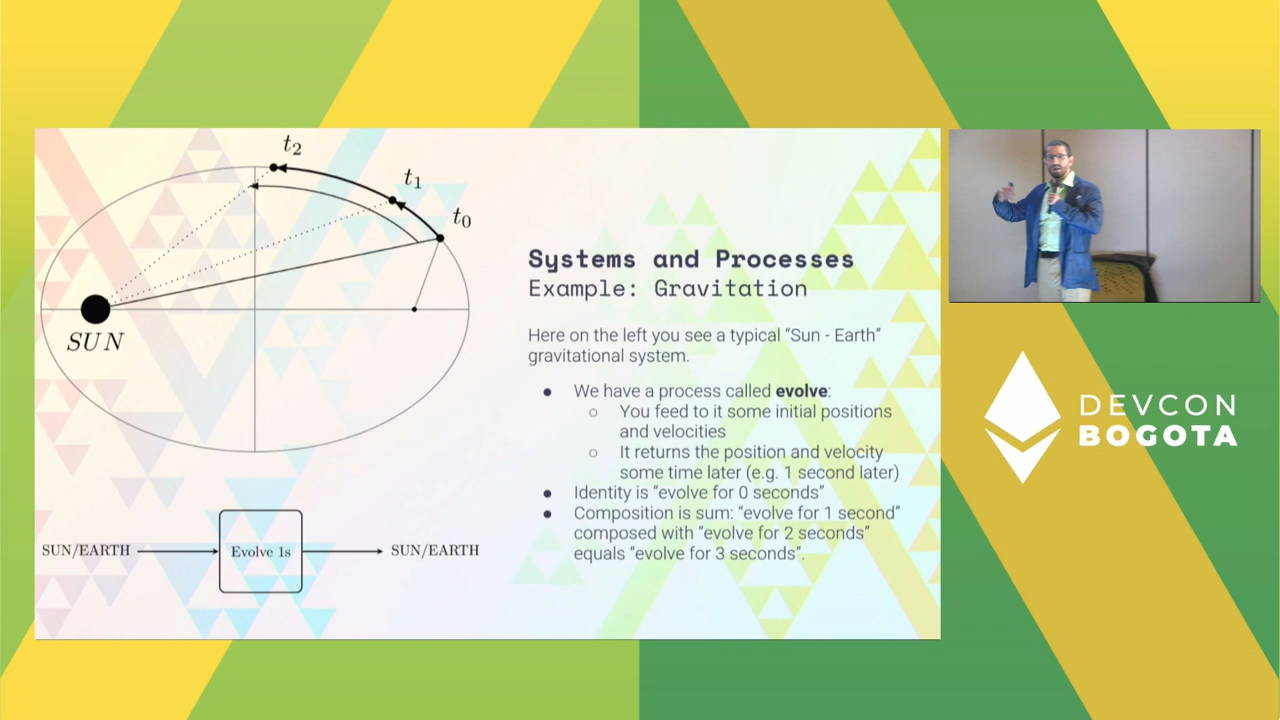 t2
t1
t0
SUN
SUN/EARTH
Evolve 1s
SUN/EARTH
Systems and Processes
Example: Gravitation
Here on the left you see a typical “Sun - Earth”
gravitational system.
● We have a process called evolve:
○ You feed to it some initial positions
and velocities
○ It returns the position and velocity
some time later (e.g. 1 second later)
● Identity is “evolve for 0 seconds”
● Composition is sum: “evolve for 1 second”
composed with “evolve for 2 seconds”
equals “evolve for 3 seconds”.
DEVCON
BOGOTA